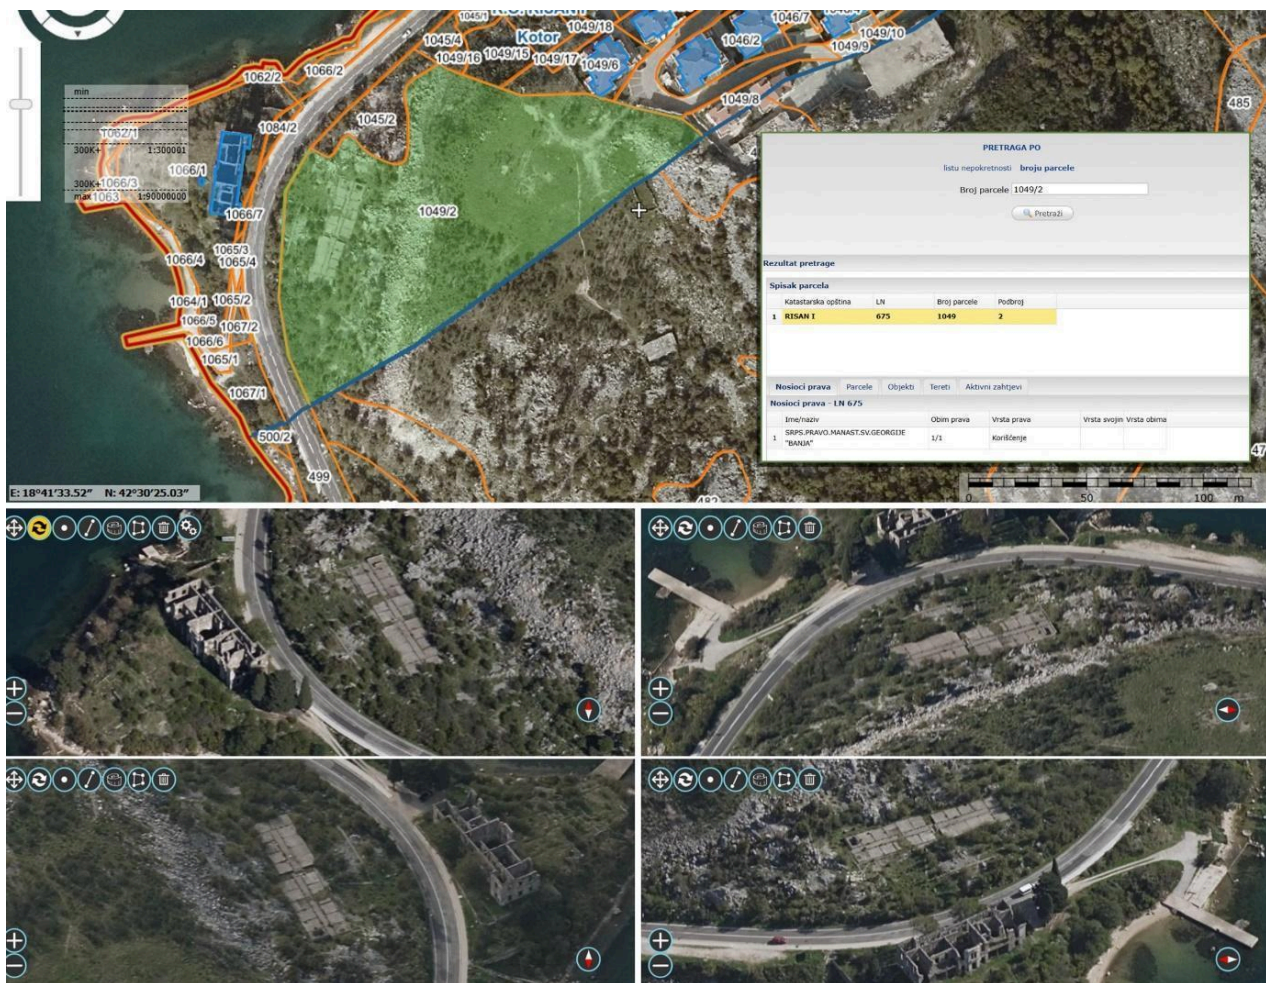 1045/1
K.O. RISAN I
Kotor
1049/18
1046/7
1045/4
1049/16
1049/15
1049/17
1049/6
1046/2
1049/9
1049/10
1062/2
1066/2
1049/8
485
min
1062/1
1084/2
1045/2
300K+ 1:300001
1066/1
300K+
1066/3
max 1:90000000
1063
1066/7
1049/2
1065/3
1066/4
1065/4
1064/1
1065/2
1066/5
1067/2
1066/6
1065/1
1067/1
500/2
499
482
47
E: 18°41'33.52" N: 42°30'25.03"
0 50 100 m
PRETRAGA PO
listu nepokretnosti broju parcele
Broj parcele 1049/2
Pretraži
Rezultat pretrage
Spisak parcela
Katastarska opština LN Broj parcele Podbroj
1 RISAN I 675 1049 2
Nosioci prava Parcele Objekti Tereti Aktivni zahtjevi
Nosioci prava - LN 675
Ime/naziv Obim prava Vrsta prava Vrsta svojin Vrsta obima
1 SRPS.PRAVO.MANAST.SV.GEORGIJE "BANJA" 1/1 Korišćenje